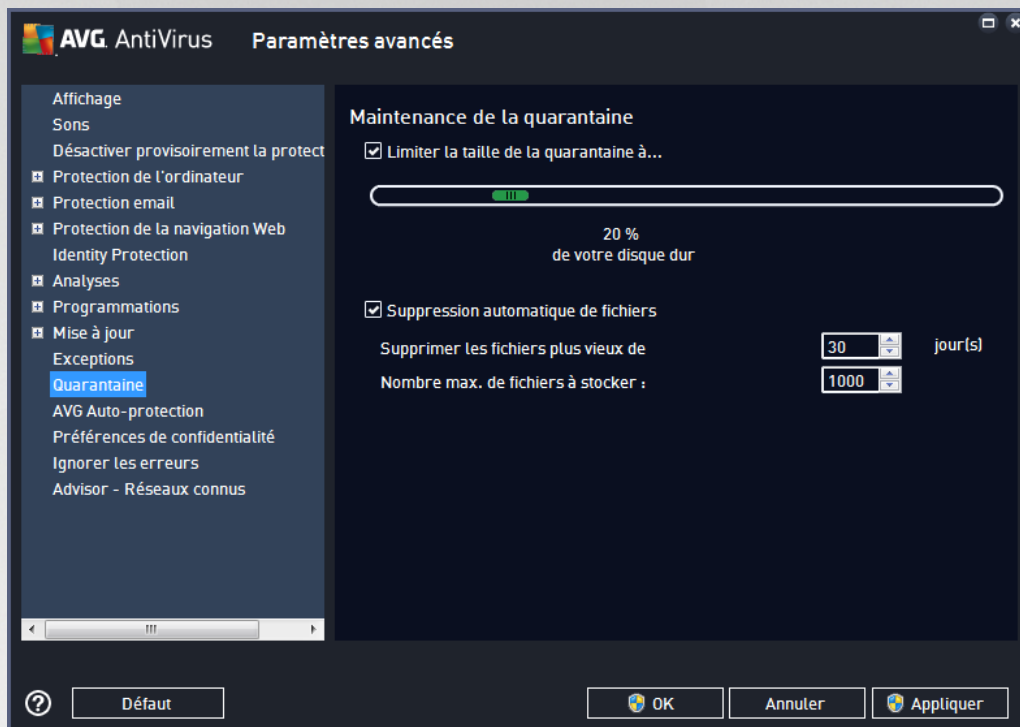 AVG. AntiVirus Paramètres avancés
Affichage
Sons
Désactiver provisoirement la protect
Protection de l'ordinateur
Protection email
Protection de la navigation Web
Identity Protection
Analyses
Programmations
Mise à jour
Exceptions
Quarantaine
AVG Auto-protection
Préférences de confidentialité
Ignorer les erreurs
Advisor - Réseaux connus
Maintenance de la quarantaine
Limiter la taille de la quarantaine à...
20 %
de votre disque dur
Suppression automatique de fichiers
Supprimer les fichiers plus vieux de 30 jour(s)
Nombre max. de fichiers à stocker : 1000
? Défaut OK Annuler Appliquer